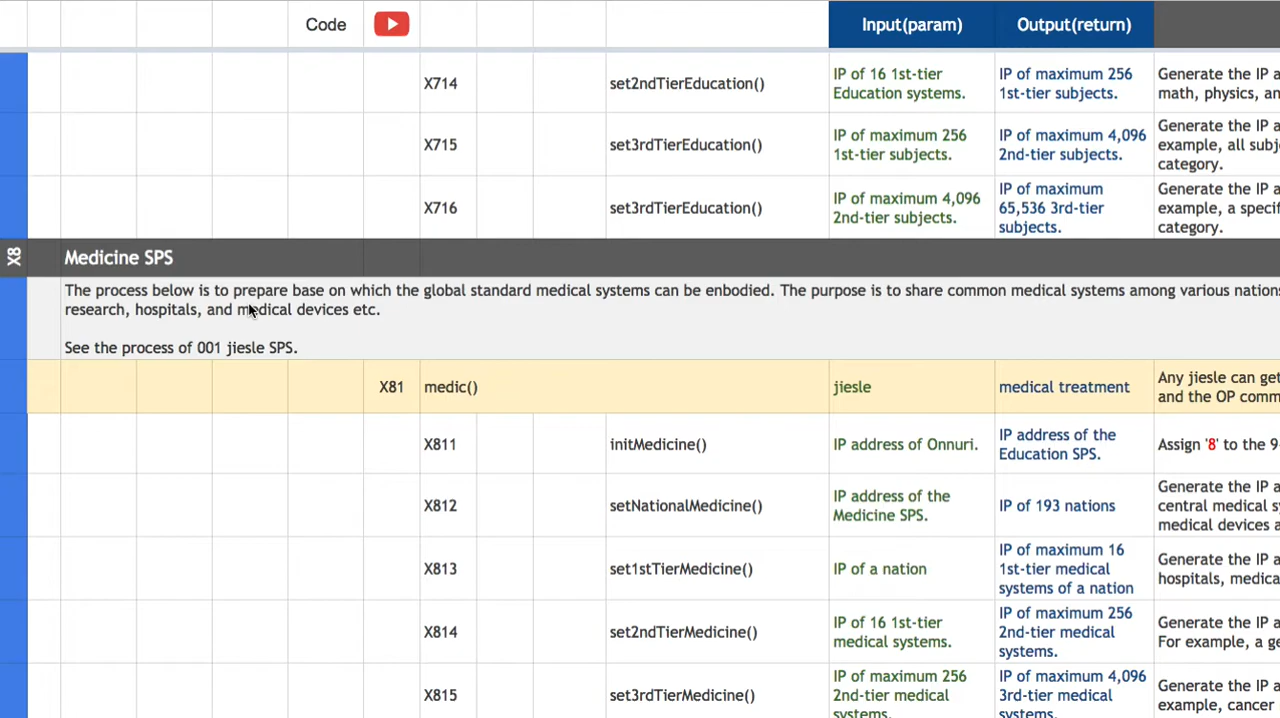 Code Input(param) Output(return)
X714 set2ndTierEducation() IP of 16 1st-tier IP of maximum 256 Generate the IP a
Education systems. 1st-tier subjects. math, physics, an
X715 set3rdTierEducation() IP of maximum 256 IP of maximum 4,096 Generate the IP a
1st-tier subjects. 2nd-tier subjects. example, all subj
category.
X716 set3rdTierEducation() IP of maximum 4,096 IP of maximum Generate the IP a
2nd-tier subjects. 65,536 3rd-tier example, a specif
subjects. category.
X8 Medicine SPS
The process below is to prepare base on which the global standard medical systems can be enbodied. The purpose is to share common medical systems among various nations
research, hospitals, and medical devices etc.
See the process of 001 jiesle SPS.
X81 medic() jiesle medical treatment Any jiesle can get
and the OP comm
X811 initMedicine() IP address of Onnuri. IP address of the Assign '8' to the 9-
Education SPS.
X812 setNationalMedicine() IP address of the IP of 193 nations Generate the IP a
Medicine SPS. central medical sy
medical devices a
X813 set1stTierMedicine() IP of a nation IP of maximum 16 Generate the IP a
1st-tier medical hospitals, medica
systems of a nation
X814 set2ndTierMedicine() IP of 16 1st-tier IP of maximum 256 Generate the IP a
medical systems. 2nd-tier medical For example, a ge
systems.
X815 set3rdTierMedicine() IP of maximum 256 IP of maximum 4,096 Generate the IP a
2nd-tier medical 3rd-tier medical example, cancer
systems. systems.